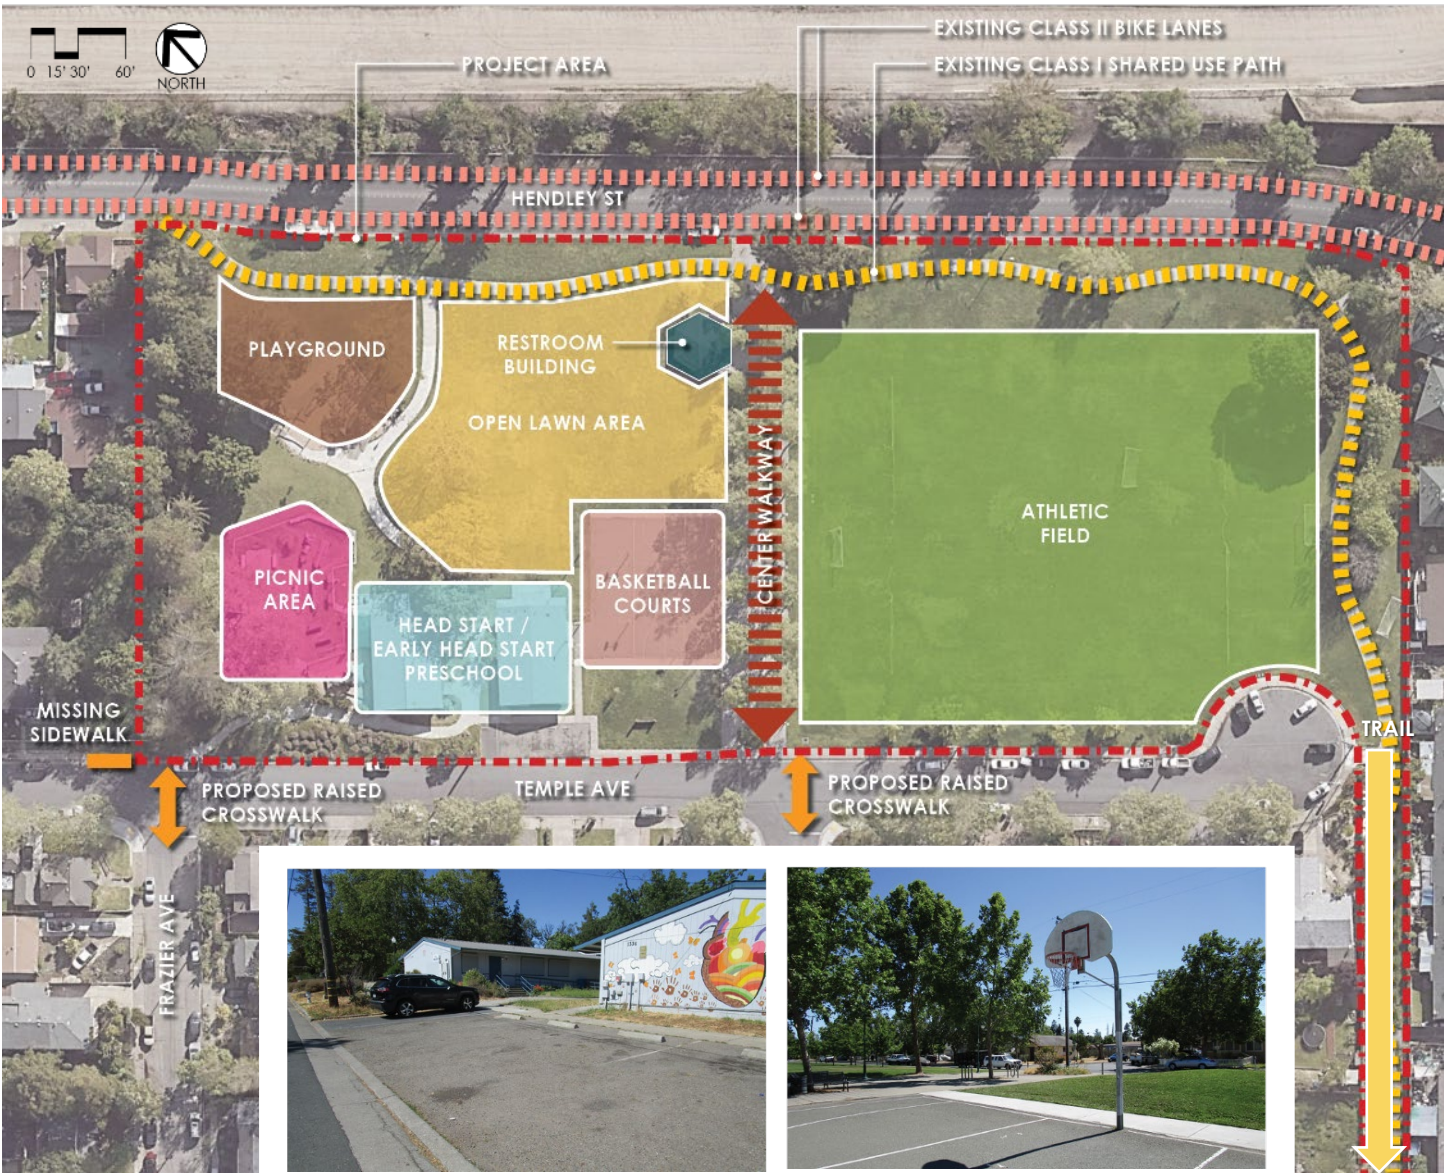 0 15' 30' 60'
NORTH
PROJECT AREA
EXISTING CLASS II BIKE LANES
EXISTING CLASS I SHARED USE PATH
HENDLEY ST
PLAYGROUND
RESTROOM
BUILDING
OPEN LAWN AREA
CENTER WALKWAY
ATHLETIC
FIELD
PICNIC
AREA
HEAD START /
EARLY HEAD START
PRESCHOOL
BASKETBALL
COURTS
MISSING
SIDEWALK
TRAIL
PROPOSED RAISED
CROSSWALK
TEMPLE AVE
PROPOSED RAISED
CROSSWALK
FRAZIER AVE